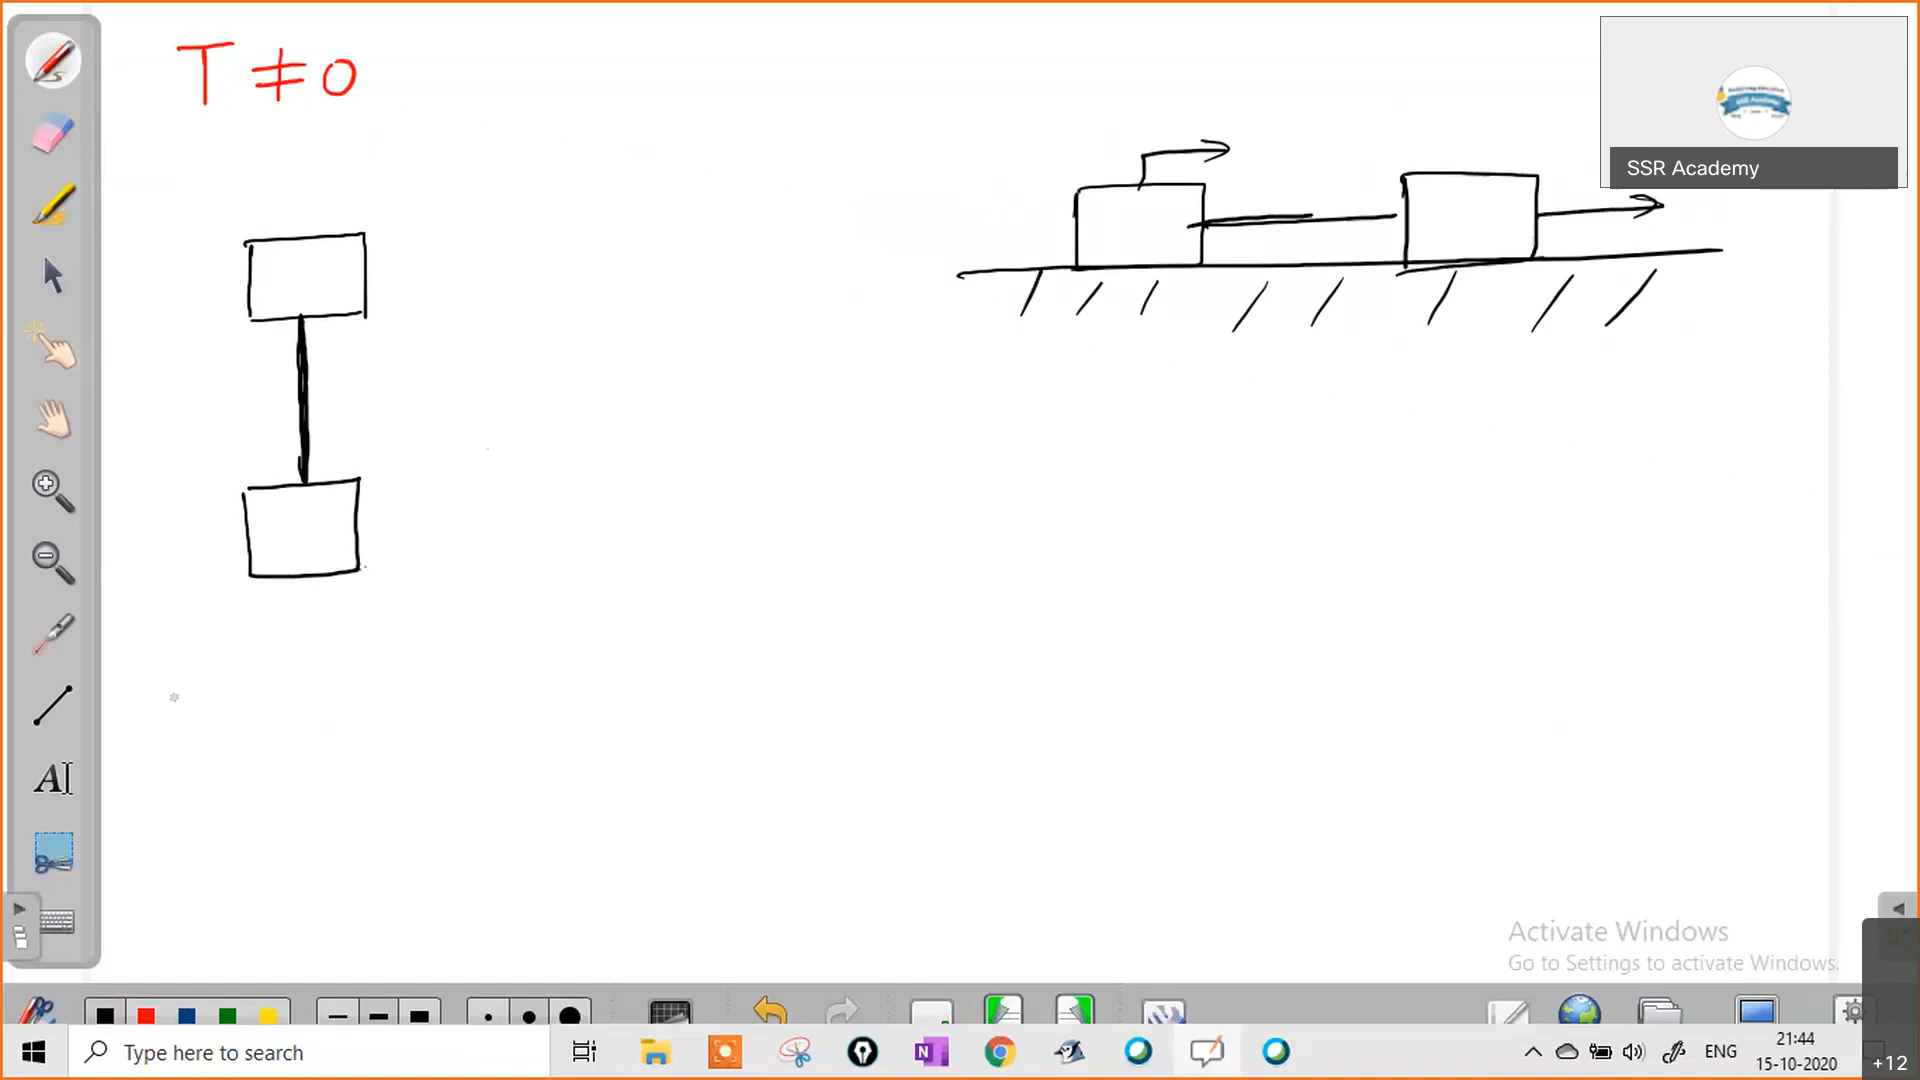 T ≠ 0
SSR Academy
A
Activate Windows
Go to Settings to activate Windows.
Type here to search
N
ENG
21:44
15-10-2020
+12